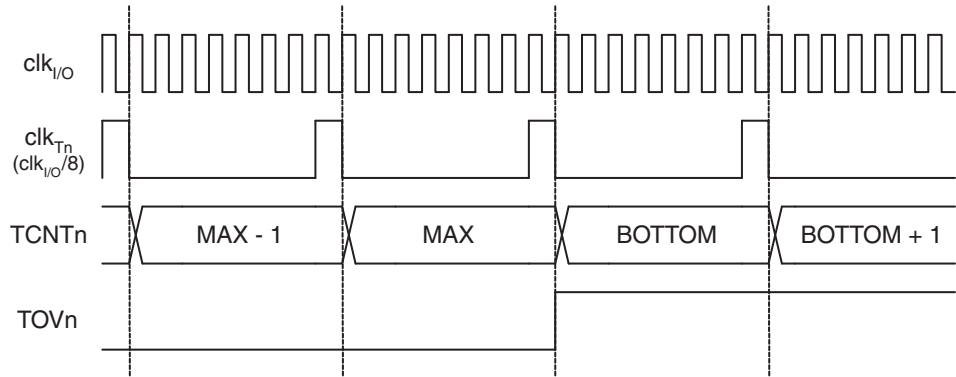 clkI/O
clkTn
(clkI/O/8)
TCNTn MAX - 1 MAX BOTTOM BOTTOM + 1
TOVn